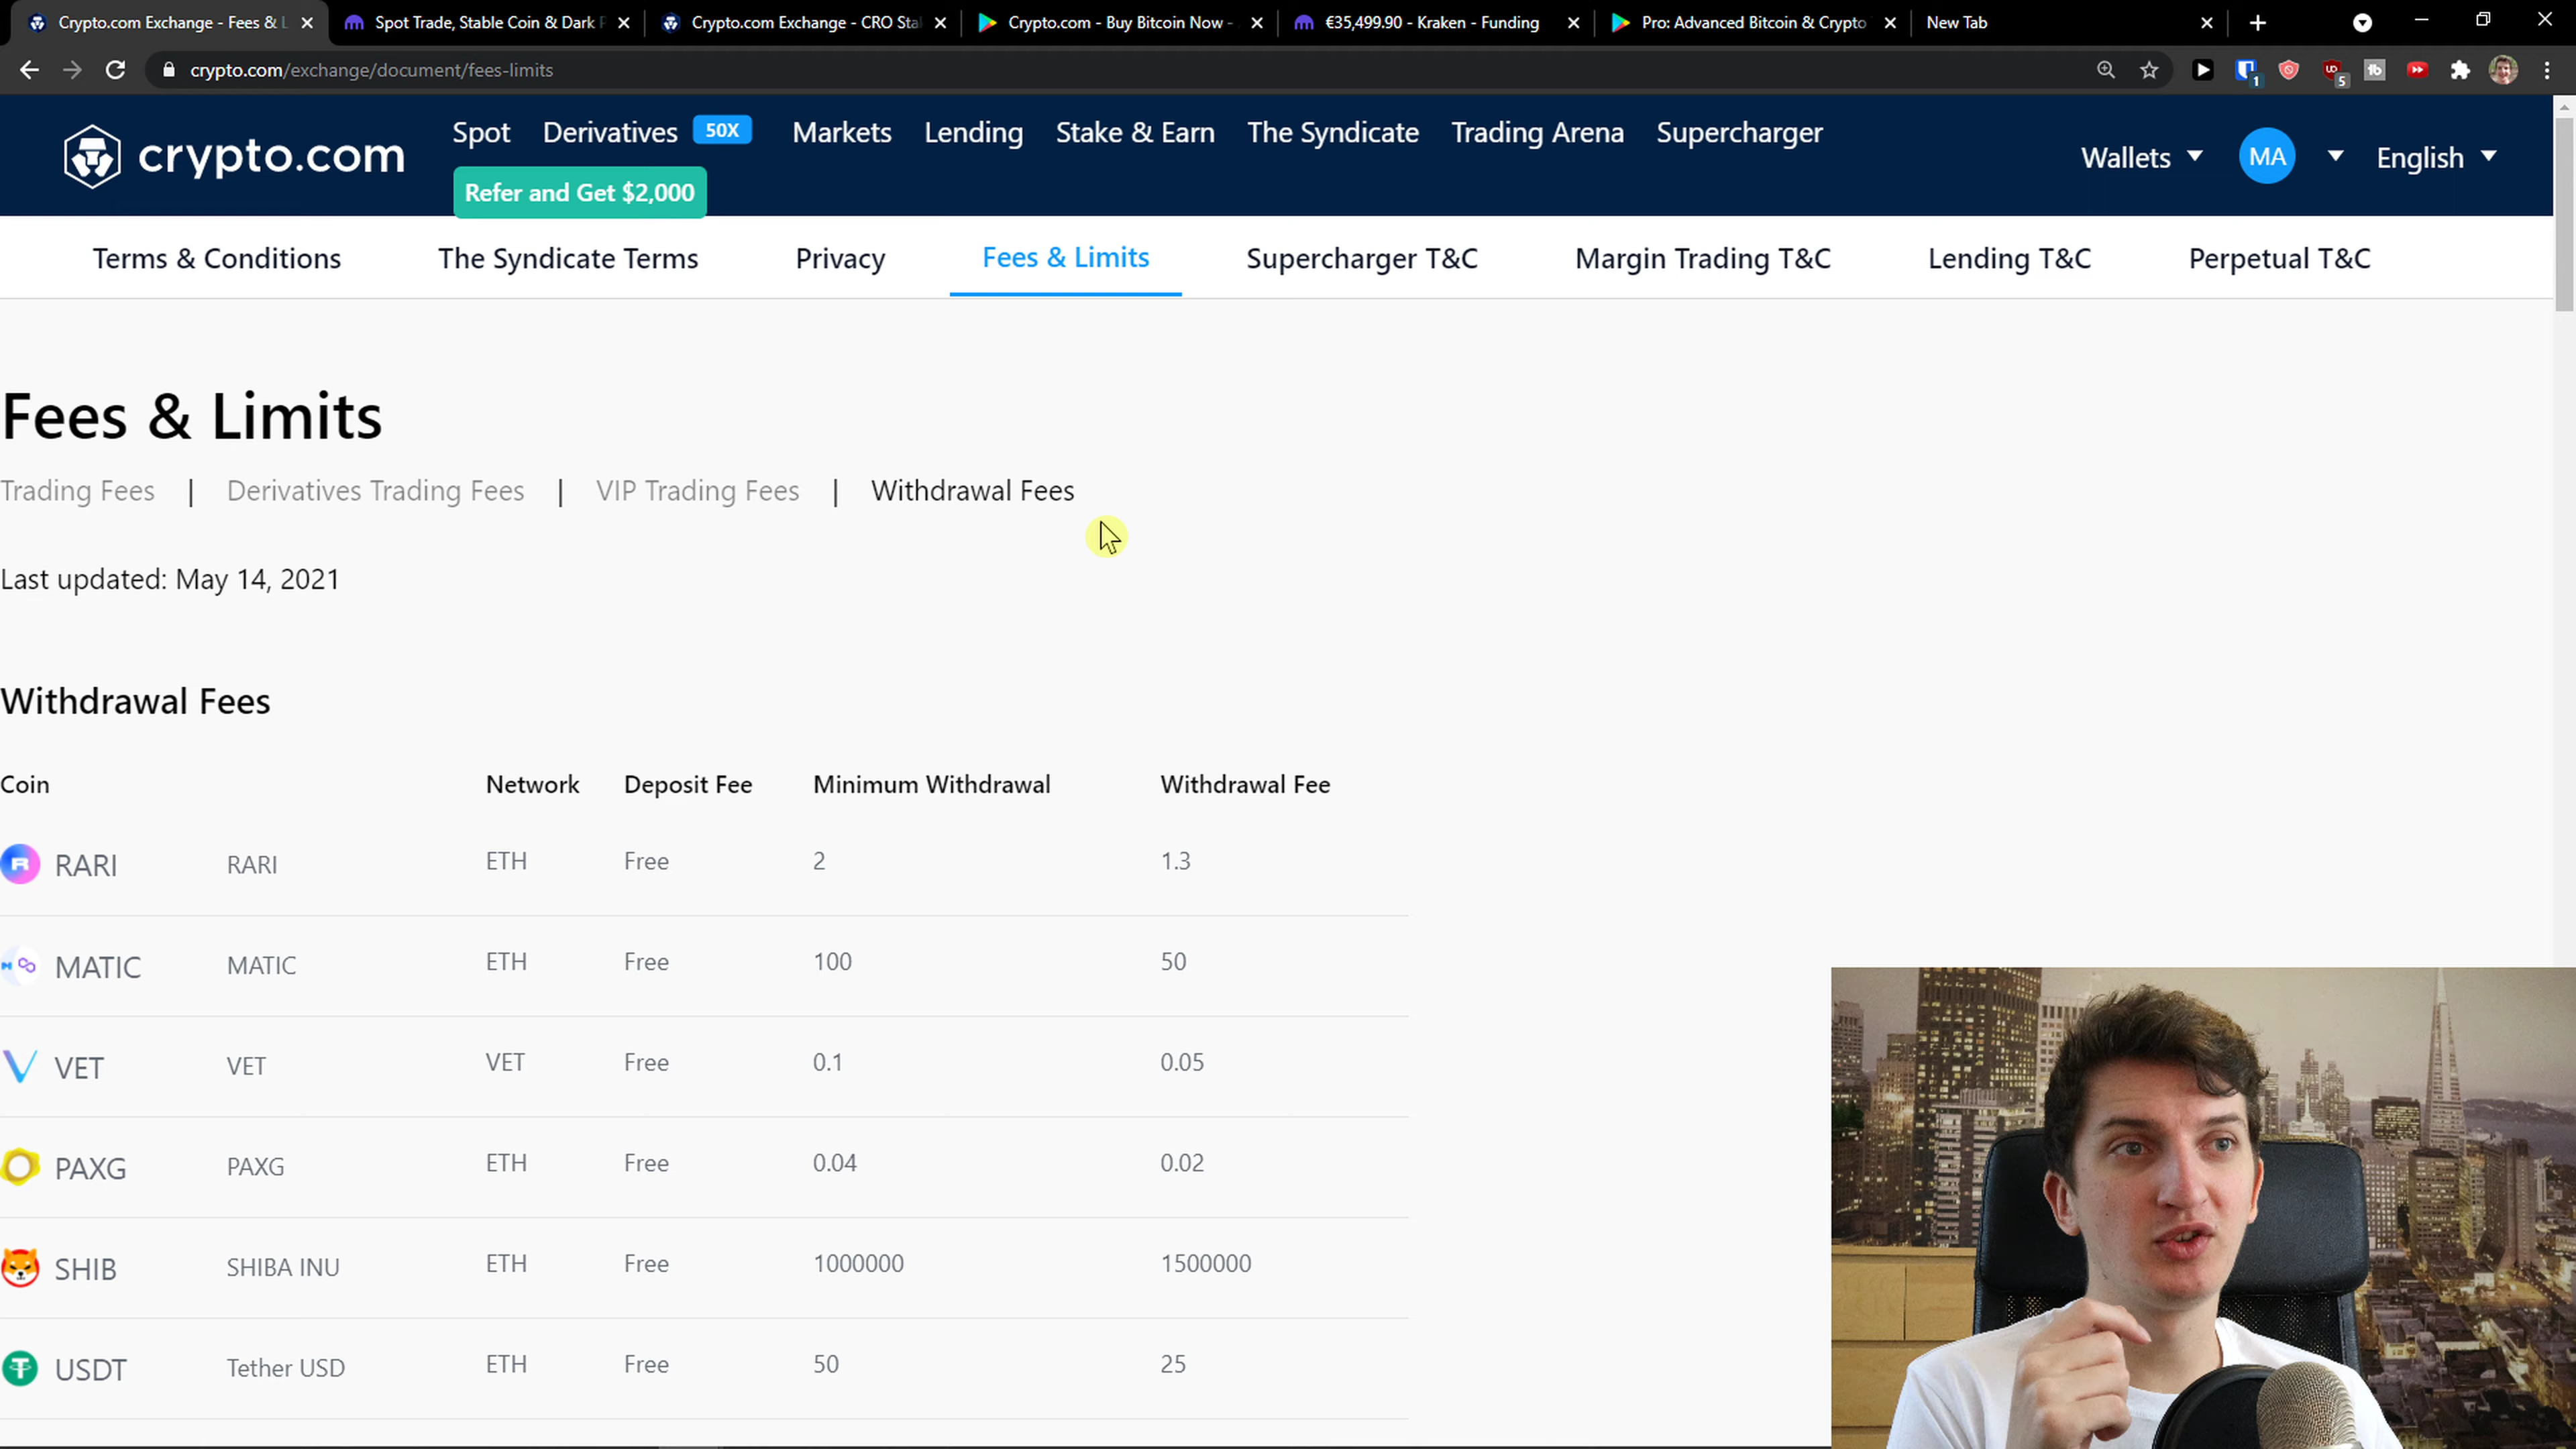 Crypto.com Exchange - Fees & L
Spot Trade, Stable Coin & Dark P
Crypto.com Exchange - CRO Sta
Crypto.com - Buy Bitcoin Now -
€35,499.90 - Kraken - Funding
Pro: Advanced Bitcoin & Crypto
New Tab
crypto.com/exchange/document/fees-limits
1
5
crypto.com
Spot Derivatives 50X Markets Lending Stake & Earn The Syndicate Trading Arena Supercharger
Refer and Get $2,000
Wallets MA English
Terms & Conditions The Syndicate Terms Privacy Fees & Limits Supercharger T&C Margin Trading T&C Lending T&C Perpetual T&C
Fees & Limits
Trading Fees | Derivatives Trading Fees | VIP Trading Fees | Withdrawal Fees
Last updated: May 14, 2021
Withdrawal Fees
Coin Network Deposit Fee Minimum Withdrawal Withdrawal Fee
RARI RARI ETH Free 2 1.3
MATIC MATIC ETH Free 100 50
VET VET VET Free 0.1 0.05
PAXG PAXG ETH Free 0.04 0.02
SHIB SHIBA INU ETH Free 1000000 1500000
USDT Tether USD ETH Free 50 25